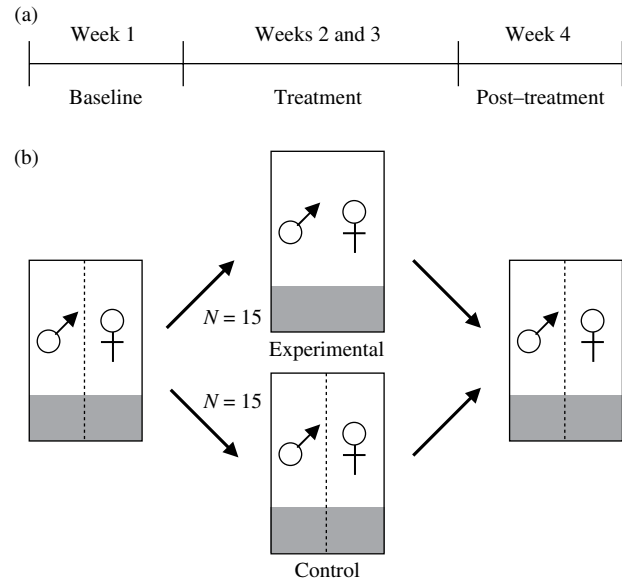 (a)
Week 1 Weeks 2 and 3 Week 4
Baseline Treatment Post–treatment
(b)
N = 15
Experimental
N = 15
Control